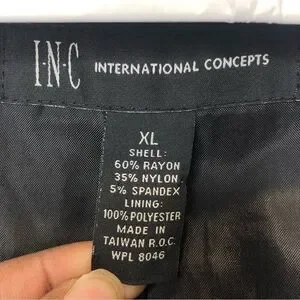 I·N·C INTERNATIONAL CONCEPTS
XL
SHELL:
60% RAYON
35% NYLON
5% SPANDEX
LINING:
100% POLYESTER
MADE IN
TAIWAN R.O.C.
WPL 8046